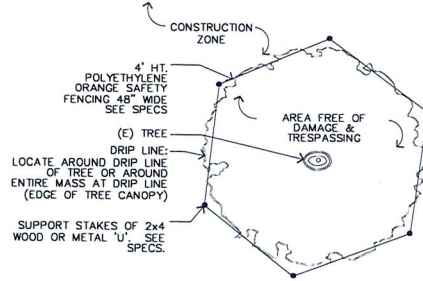 CONSTRUCTION
ZONE
4' HT.
POLYETHYLENE
ORANGE SAFETY
FENCING 48" WIDE
SEE SPECS
AREA FREE OF
DAMAGE &
TRESPASSING
(E) TREE
DRIP LINE:
LOCATE AROUND DRIP LINE
OF TREE OR AROUND
ENTIRE MASS AT DRIP LINE
(EDGE OF TREE CANOPY)
SUPPORT STAKES OF 2x4
WOOD OR METAL 'U'. SEE
SPECS.